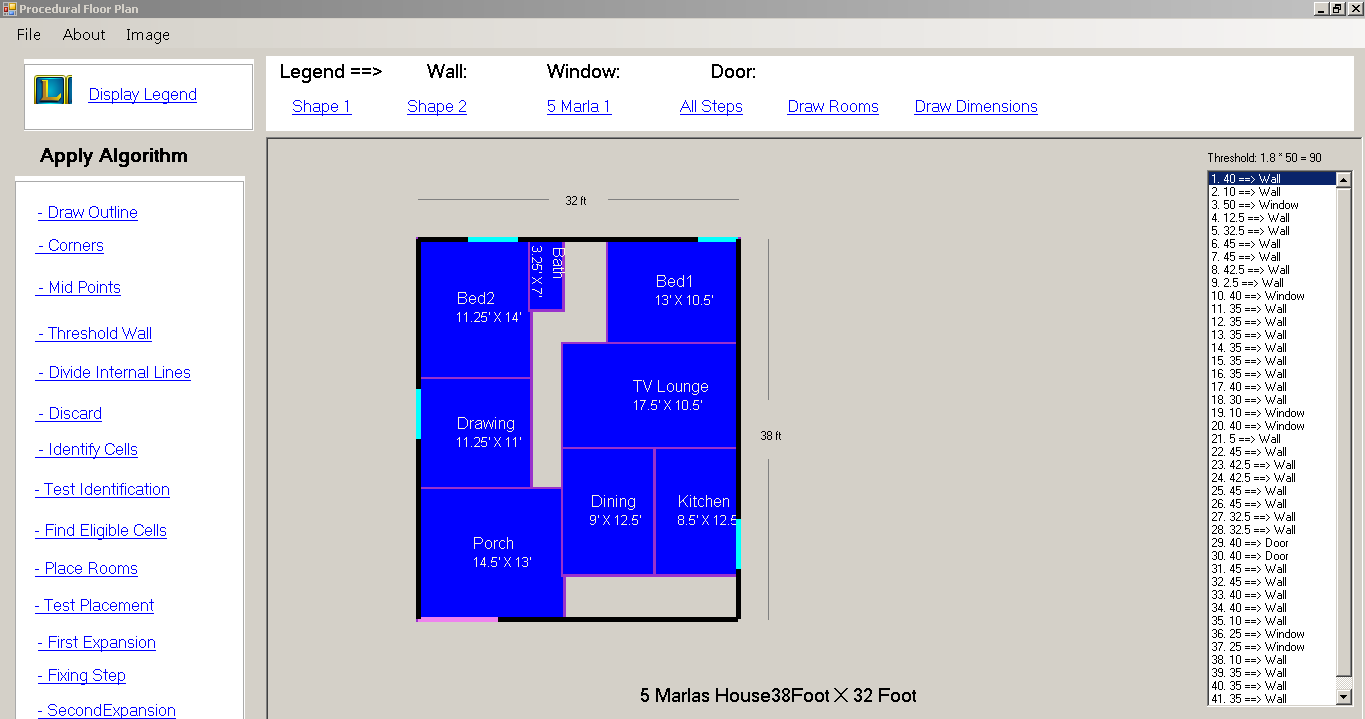 Procedural Floor Plan
File About Image
L
Display Legend
Legend ==> Wall: Window: Door:
Shape 1 Shape 2 5 Marla 1 All Steps Draw Rooms Draw Dimensions
Apply Algorithm
- Draw Outline
- Corners
- Mid Points
- Threshold Wall
- Divide Internal Lines
- Discard
- Identify Cells
- Test Identification
- Find Eligible Cells
- Place Rooms
- Test Placement
- First Expansion
- Fixing Step
- SecondExpansion
32 ft
Bath
3.25' X 7'
Bed2
11.25' X 14'
Bed1
13' X 10.5'
TV Lounge
17.5' X 10.5'
Drawing
11.25' X 11'
38 ft
Dining
9' X 12.5'
Kitchen
8.5' X 12.5
Porch
14.5' X 13'
5 Marlas House38Foot X 32 Foot
Threshold: 1.8 * 50 = 90
1. 40 ==> Wall
2. 10 ==> Wall
3. 50 ==> Window
4. 12.5 ==> Wall
5. 32.5 ==> Wall
6. 45 ==> Wall
7. 45 ==> Wall
8. 42.5 ==> Wall
9. 2.5 ==> Wall
10. 40 ==> Window
11. 35 ==> Wall
12. 35 ==> Wall
13. 35 ==> Wall
14. 35 ==> Wall
15. 35 ==> Wall
16. 35 ==> Wall
17. 40 ==> Wall
18. 30 ==> Wall
19. 10 ==> Window
20. 40 ==> Window
21. 5 ==> Wall
22. 45 ==> Wall
23. 42.5 ==> Wall
24. 42.5 ==> Wall
25. 45 ==> Wall
26. 45 ==> Wall
27. 32.5 ==> Wall
28. 32.5 ==> Wall
29. 40 ==> Door
30. 40 ==> Door
31. 45 ==> Wall
32. 45 ==> Wall
33. 40 ==> Wall
34. 40 ==> Wall
35. 10 ==> Wall
36. 25 ==> Window
37. 25 ==> Window
38. 10 ==> Wall
39. 35 ==> Wall
40. 35 ==> Wall
41. 35 ==> Wall